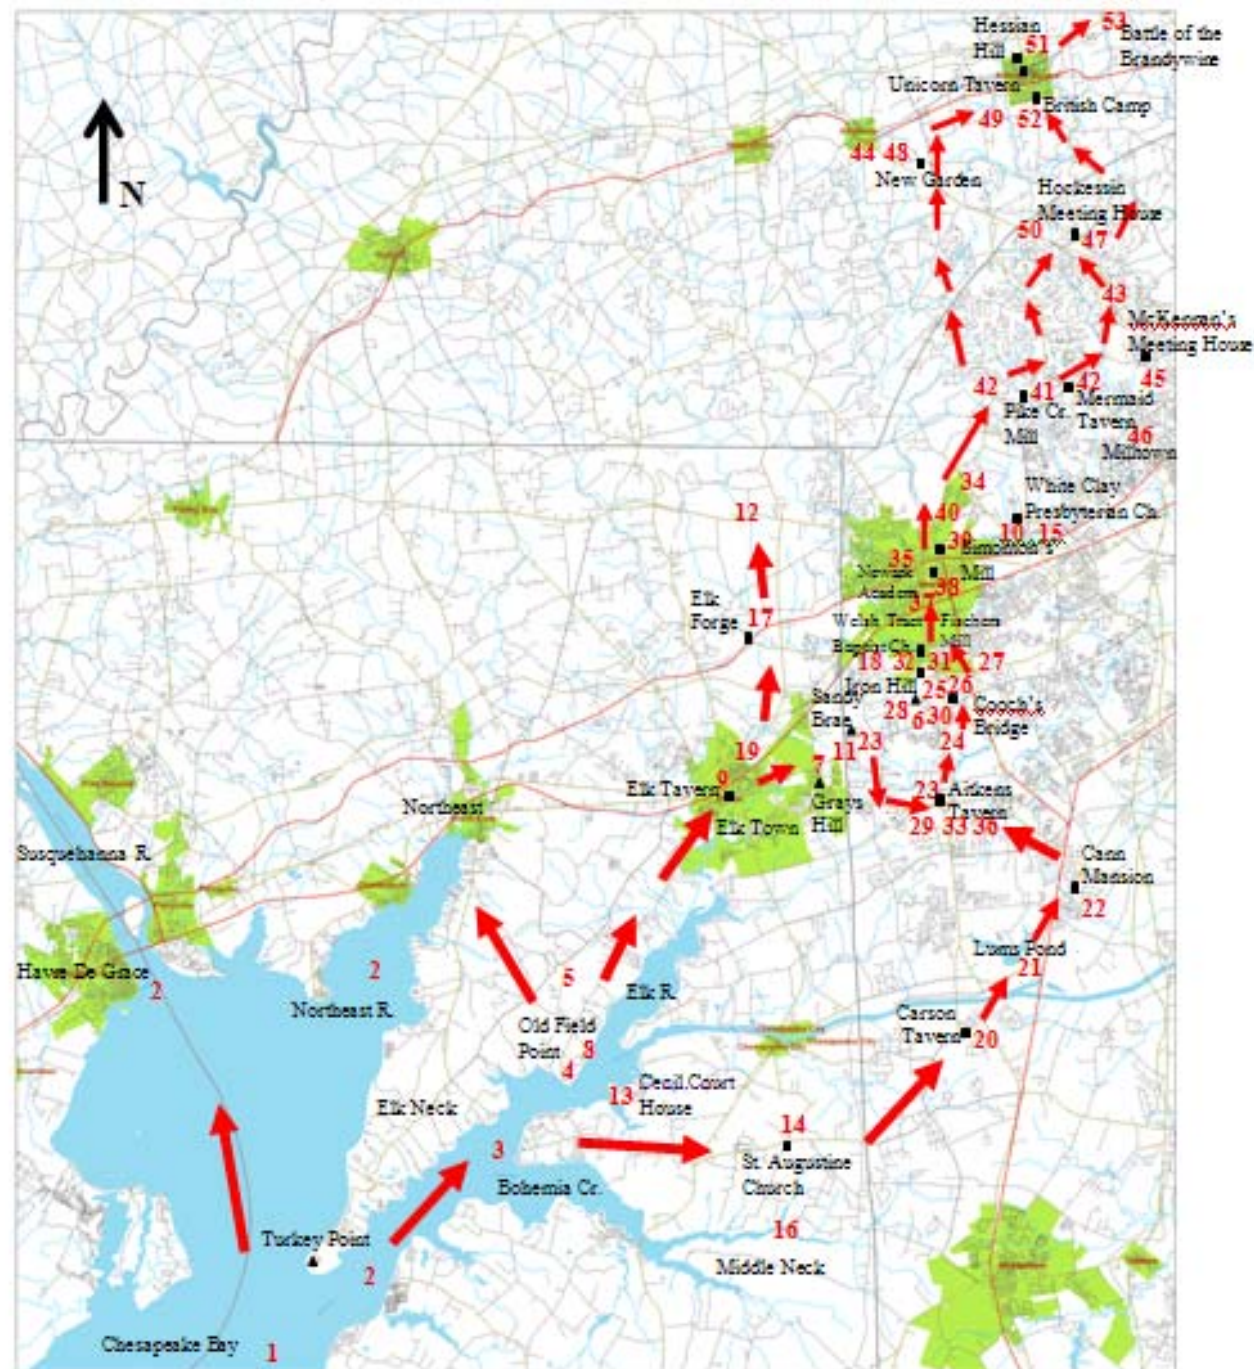 Hessian
Hill
51
53
Battle of the
Brandywine
Unicorn Tavern
British Camp
49 52
44 48
New Garden
N
Hockessin
Meeting House
50
47
43
McKennan's
Meeting House
45
42
41
42
Pike Cr.
Mill
Mermaid
Tavern
46
Milltown
34
White Clay
Presbyterian Ch.
12
40
10 15
39
Simonton's
Mill
35
Newark
Academy
38
37
Elk
Forge
17
Welsh Tract
Baptist Ch.
Fischers
Mill
18 32 31
27
Iron Hill
25 26
28 6 30
Cooch's
Bridge
Sandy
Brae
11
23
24
19
7
Elk Tavern
9
Grays
Hill
23
Aitkens
Tavern
Northeast
Elk Town
29 33 36
Susquehanna R.
Cann
Mansion
22
Havre De Grace
2
2
Northeast R.
5
Elk R.
Lums Pond
21
Old Field
Point
8
4
Carson
Tavern
20
13
Cecil Court
House
Elk Neck
3
14
St. Augustine
Church
Bohemia Cr.
Turkey Point
2
16
Middle Neck
Chesapeake Bay
1